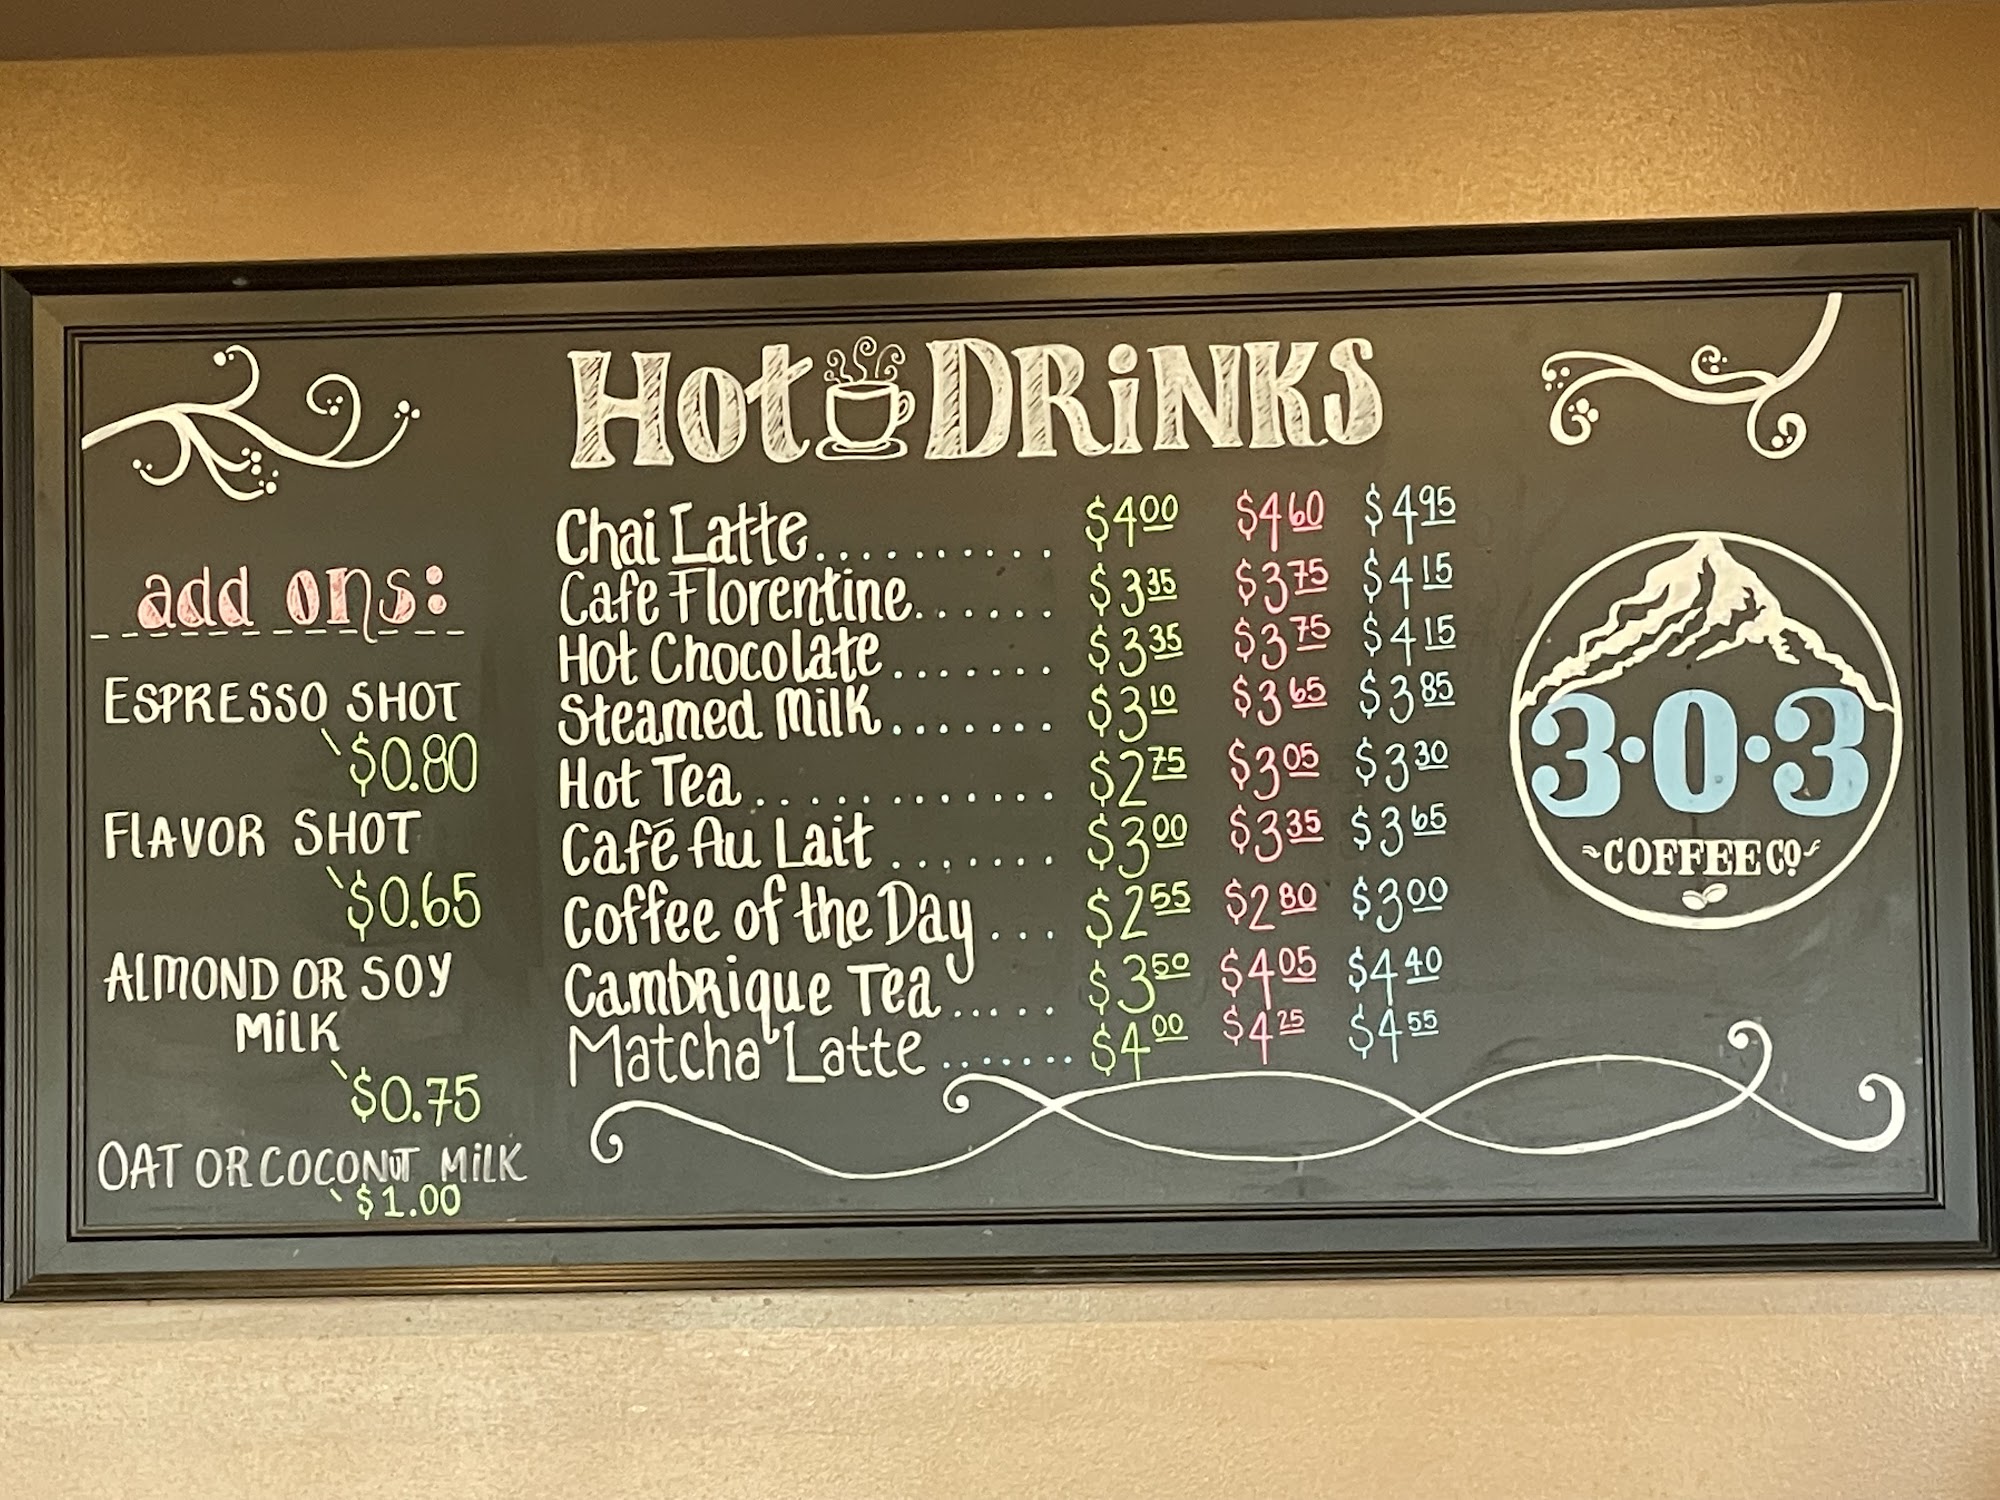 Hot DRiNKS
add ons:
ESPRESSO SHOT
$0.80
FLAVOR SHOT
$0.65
ALMOND OR SOY
MiLK
$0.75
OAT OR COCONUT MiLK
$1.00
Chai Latte.......... $4.00 $4.60 $4.95
Cafe Florentine...... $3.35 $3.75 $4.15
Hot Chocolate....... $3.35 $3.75 $4.15
Steamed Milk....... $3.10 $3.65 $3.85
Hot Tea............ $2.75 $3.05 $3.30
Café Au Lait....... $3.00 $3.35 $3.65
Coffee of the Day... $2.55 $2.80 $3.00
Cambrique Tea..... $3.50 $4.05 $4.40
Matcha Latte....... $4.00 $4.25 $4.55
3·0·3
COFFEE CO